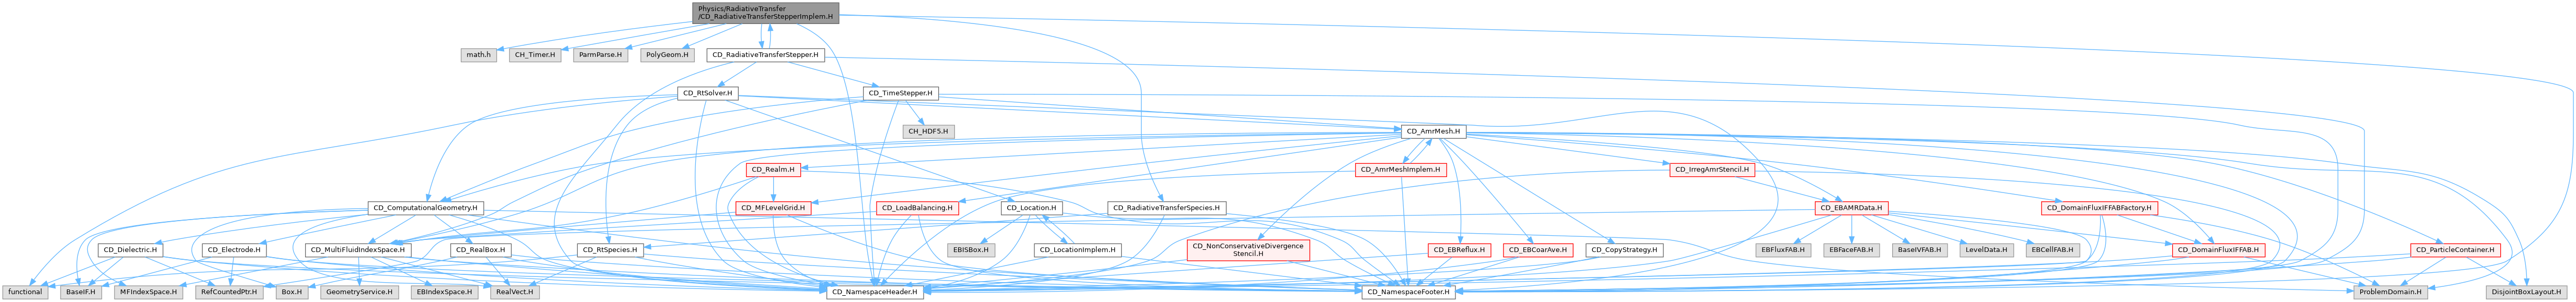 Physics/RadiativeTransfer
/CD_RadiativeTransferStepperImplem.H
math.h
CH_Timer.H
ParmParse.H
PolyGeom.H
CD_RadiativeTransferStepper.H
CD_RtSolver.H
CD_TimeStepper.H
CH_HDF5.H
CD_AmrMesh.H
CD_Realm.H
CD_AmrMeshImplem.H
CD_IrregAmrStencil.H
CD_ComputationalGeometry.H
CD_MFLevelGrid.H
CD_LoadBalancing.H
CD_Location.H
CD_RadiativeTransferSpecies.H
CD_EBAMRData.H
CD_DomainFluxIFFABFactory.H
CD_Dielectric.H
CD_Electrode.H
CD_MultiFluidIndexSpace.H
CD_RealBox.H
CD_RtSpecies.H
EBISBox.H
CD_LocationImplem.H
CD_NonConservativeDivergence
Stencil.H
CD_EBReflux.H
CD_EBCoarAve.H
CD_CopyStrategy.H
EBFluxFAB.H
EBFaceFAB.H
BaseIVFAB.H
LevelData.H
EBCellFAB.H
CD_DomainFluxIFFAB.H
CD_ParticleContainer.H
functional
BaseIF.H
MFIndexSpace.H
RefCountedPtr.H
Box.H
GeometryService.H
EBIndexSpace.H
RealVect.H
CD_NamespaceHeader.H
CD_NamespaceFooter.H
ProblemDomain.H
DisjointBoxLayout.H